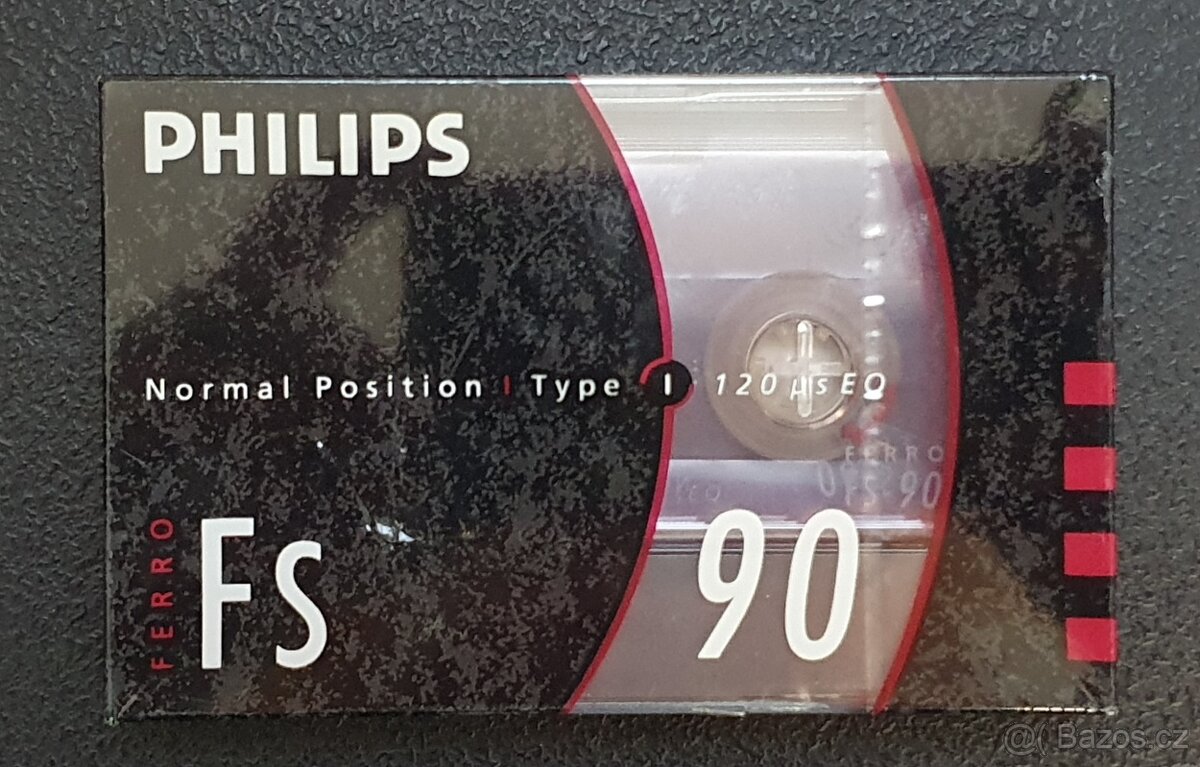 PHILIPS
Normal Position I Type I 120 µs EQ
FERRO
FS 90
FERRO
FS 90
@( Bazos.cz